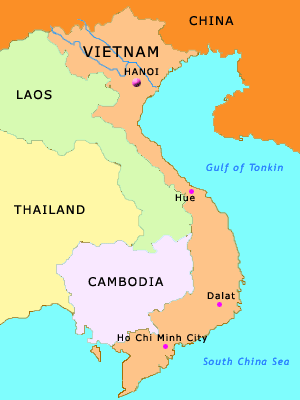 CHINA
VIETNAM
HANOI
LAOS
Gulf of Tonkin
Hue
THAILAND
CAMBODIA
Dalat
Ho Chi Minh City
South China Sea